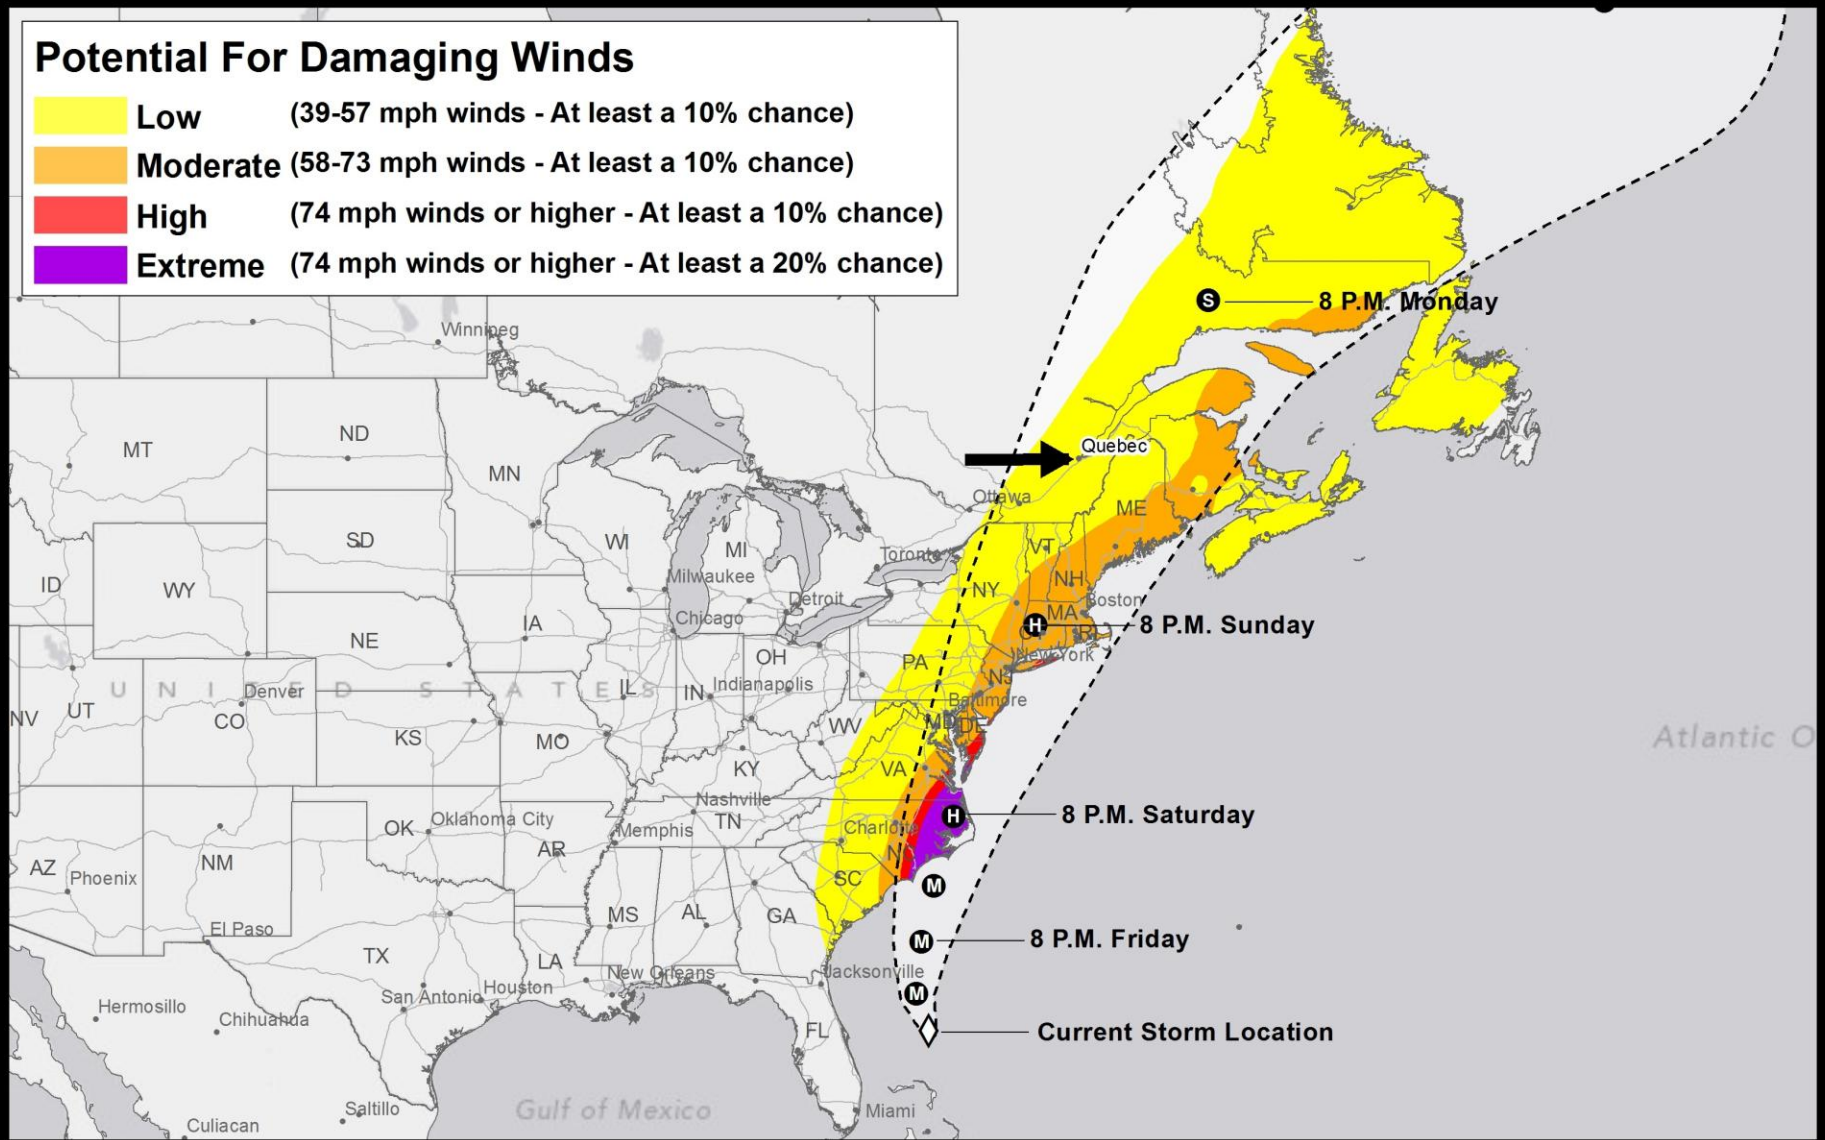 Potential For Damaging Winds
Low (39-57 mph winds - At least a 10% chance)
Moderate (58-73 mph winds - At least a 10% chance)
High (74 mph winds or higher - At least a 10% chance)
Extreme (74 mph winds or higher - At least a 20% chance)
S
8 P.M. Monday
Winnipeg
MT
ND
MN
Quebec
Ottawa
ME
SD
WI
MI
VT
Toronto
ID
WY
Milwaukee
NY
NH
Detroit
Boston
Chicago
IA
MA
H
8 P.M. Sunday
NE
RI
New York
OH
PA
NJ
UNITED STATES
Denver
IL
IN
Indianapolis
Baltimore
NV
UT
CO
WV
MD
DE
KS
MO
Atlantic O
KY
VA
Nashville
H
8 P.M. Saturday
OK
Oklahoma City
Memphis
TN
Charlotte
AR
N
AZ
NM
Phoenix
SC
M
MS
AL
GA
El Paso
M
8 P.M. Friday
TX
LA
New Orleans
Jacksonville
San Antonio
Houston
M
Hermosillo
Chihuahua
FL
Current Storm Location
Saltillo
Gulf of Mexico
Miami
Culiacan